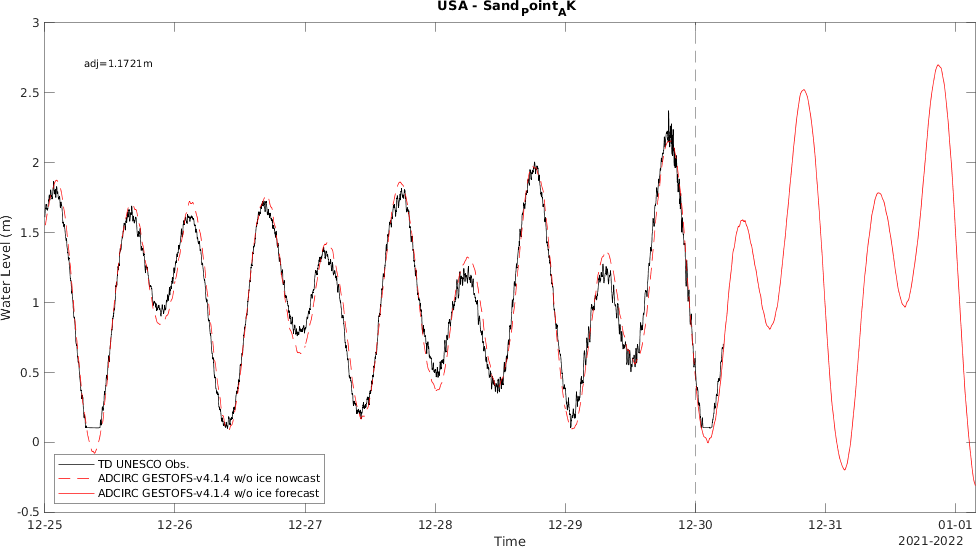 USA - SandPointAK
adj=1.1721m
Water Level (m)
3
2.5
2
1.5
1
0.5
0
-0.5
TD UNESCO Obs.
ADCIRC GESTOFS-v4.1.4 w/o ice nowcast
ADCIRC GESTOFS-v4.1.4 w/o ice forecast
12-25 12-26 12-27 12-28 12-29 12-30 12-31 01-01
Time
2021-2022